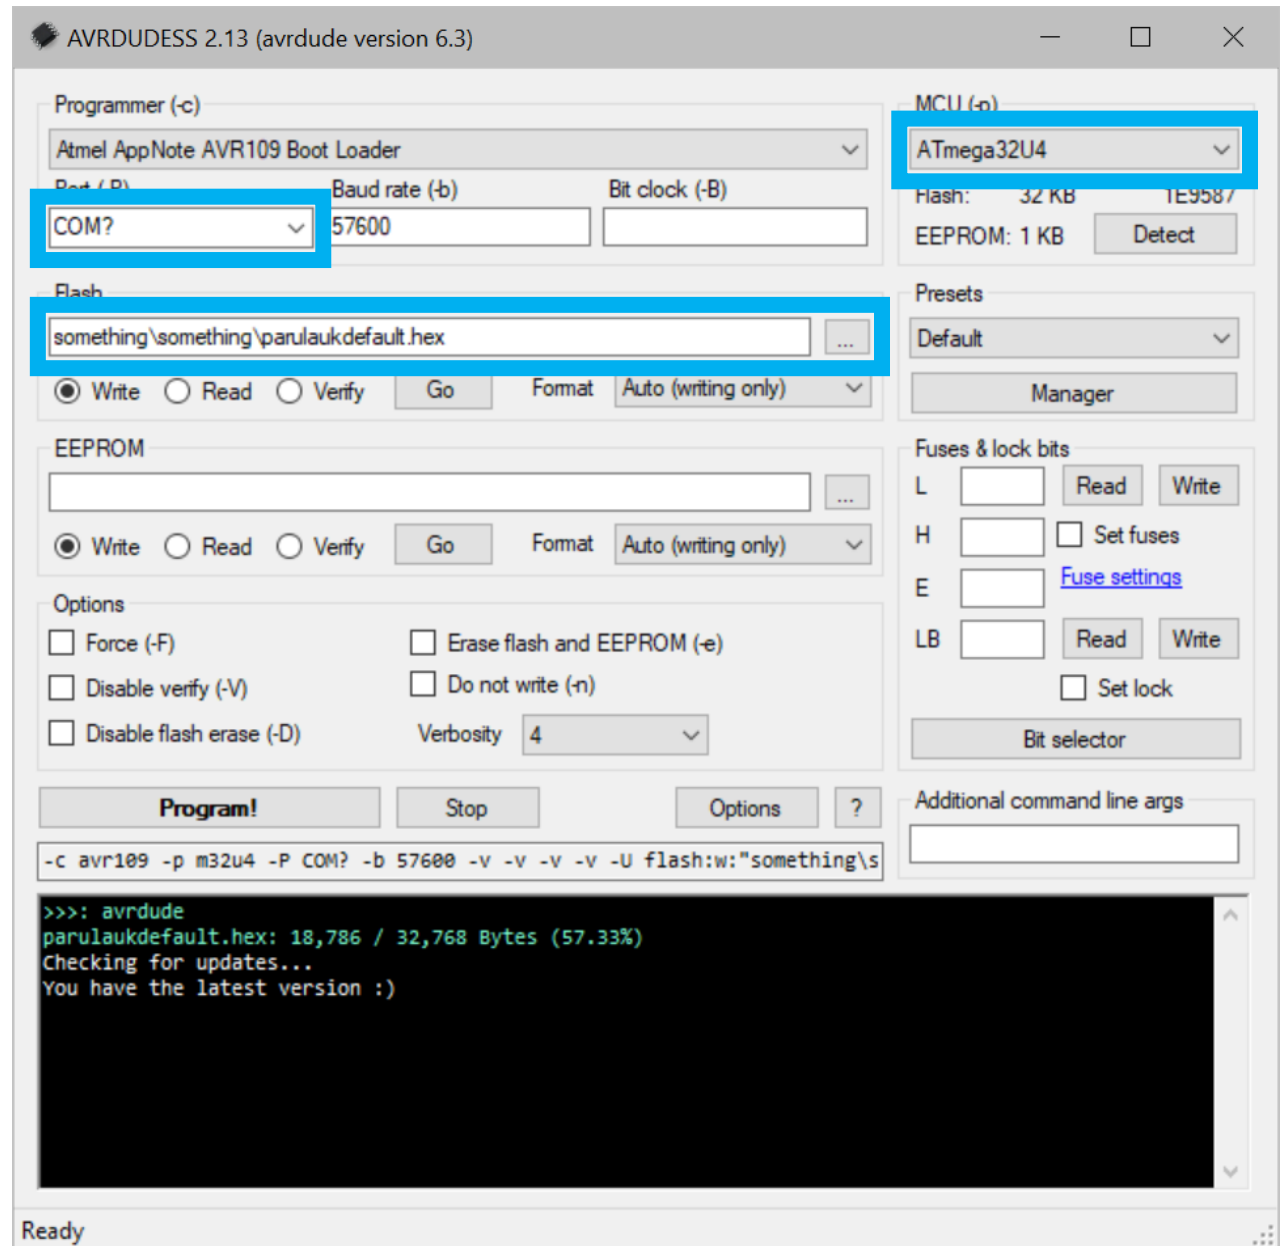 AVRDUDESS 2.13 (avrdude version 6.3)
Programmer (-c)
Atmel AppNote AVR109 Boot Loader
Port (-P)
Baud rate (-b)
Bit clock (-B)
COM?
57600
MCU (-p)
ATmega32U4
Flash: 32 KB 1E9587
EEPROM: 1 KB
Detect
Flash
something\something\parulaukdefault.hex
...
Write
Read
Verify
Go
Format
Auto (writing only)
Presets
Default
Manager
EEPROM
...
Write
Read
Verify
Go
Format
Auto (writing only)
Fuses & lock bits
L
Read
Write
H
Set fuses
Fuse settings
E
LB
Read
Write
Set lock
Bit selector
Options
Force (-F)
Erase flash and EEPROM (-e)
Disable verify (-V)
Do not write (-n)
Disable flash erase (-D)
Verbosity
4
Program!
Stop
Options
?
Additional command line args
-c avr109 -p m32u4 -P COM? -b 57600 -v -v -v -v -U flash:w:"something\s
>>>: avrdude
parulaukdefault.hex: 18,786 / 32,768 Bytes (57.33%)
Checking for updates...
You have the latest version :)
Ready